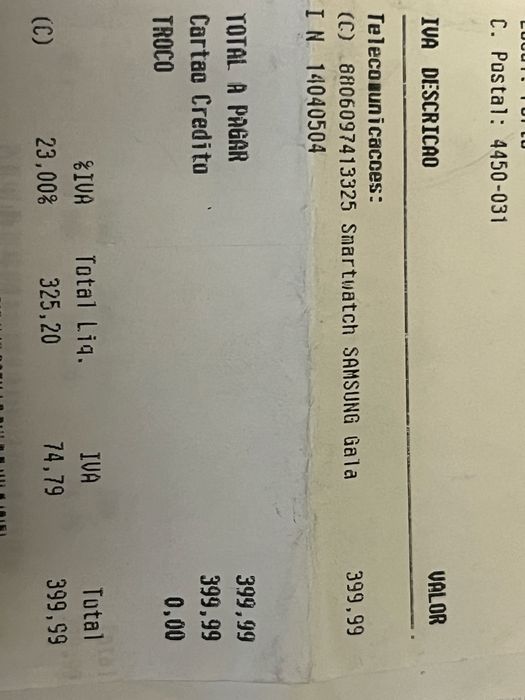 C. Postal: 4450-031
IVA DESCRICAO VALOR
Telecomunicacoes:
(C) 8806097413325 Smartwatch SAMSUNG Gala 399,99
I N 14040504
TOTAL A PAGAR 399,99
Cartao Credito 399,99
TROCO 0,00
%IVA Total Liq. IVA Total
(C) 23,00% 325,20 74,79 399,99